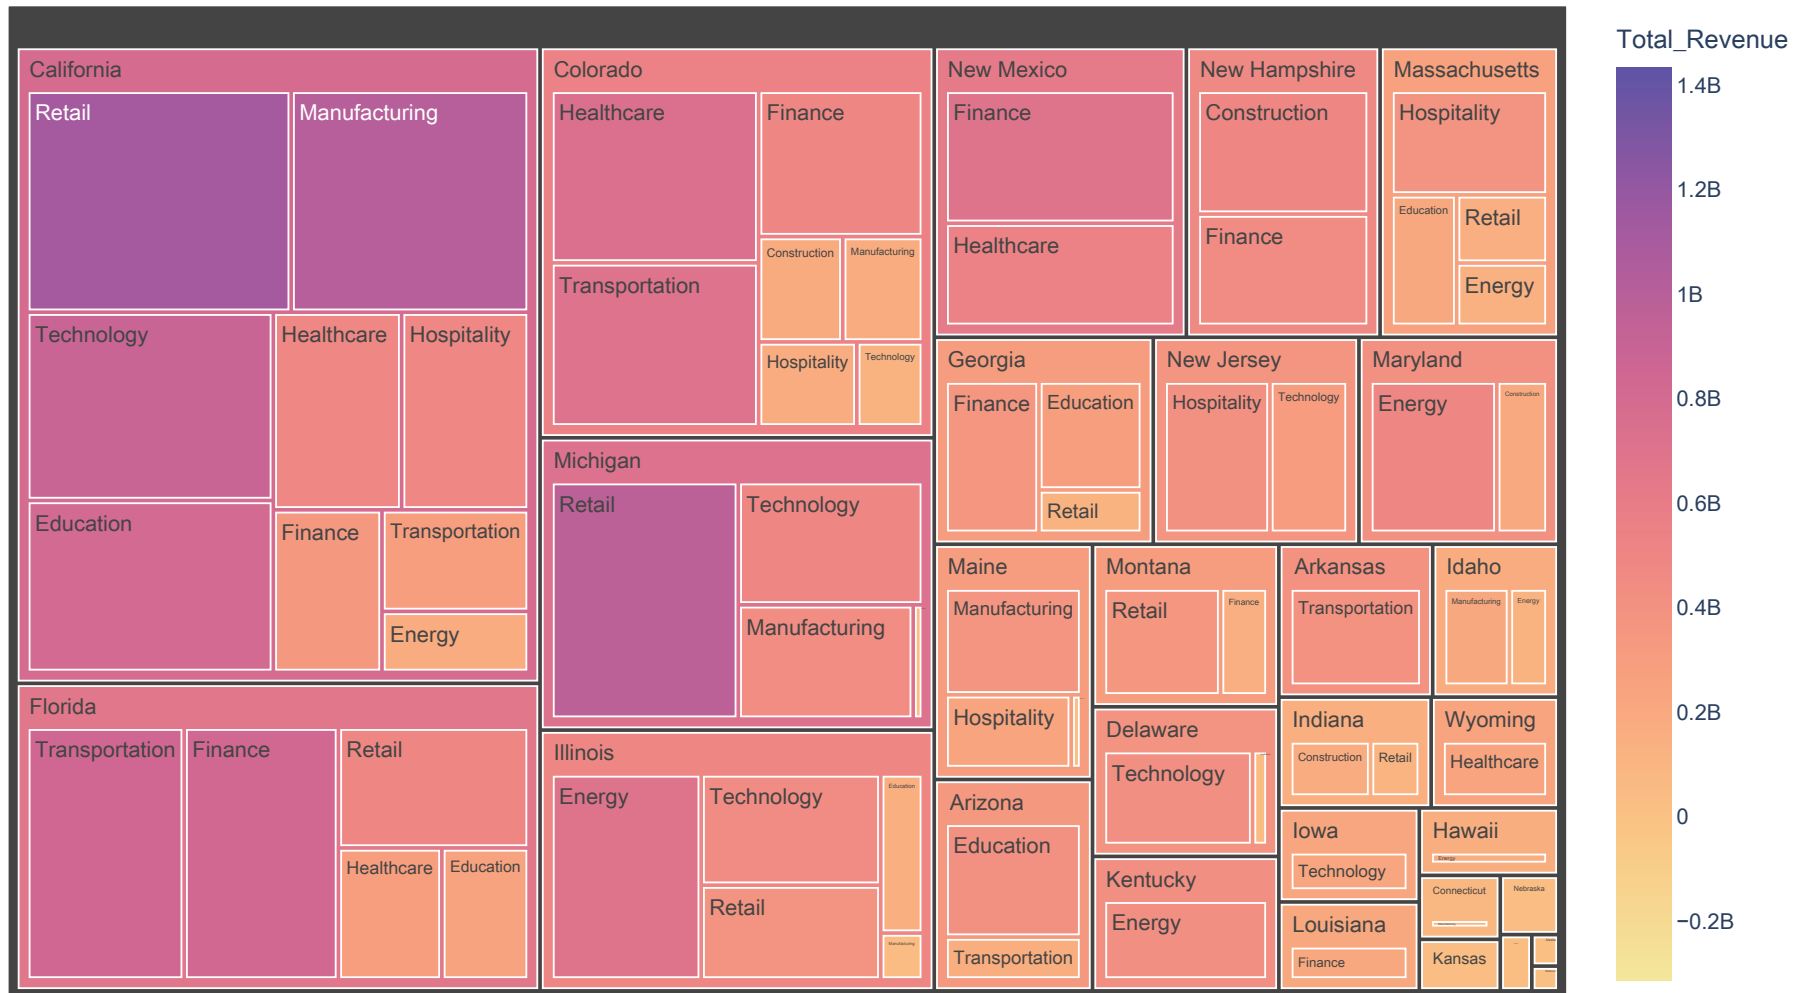 California
Retail
Manufacturing
Technology
Healthcare
Hospitality
Education
Finance
Transportation
Energy
Florida
Transportation
Finance
Retail
Healthcare
Education
Colorado
Healthcare
Finance
Transportation
Construction
Manufacturing
Hospitality
Technology
Michigan
Retail
Technology
Manufacturing
Illinois
Energy
Technology
Retail
Education
Manufacturing
New Mexico
Finance
Healthcare
New Hampshire
Construction
Finance
Massachusetts
Hospitality
Education
Retail
Energy
Georgia
Finance
Education
Retail
New Jersey
Hospitality
Technology
Maryland
Energy
Construction
Maine
Manufacturing
Hospitality
Montana
Retail
Finance
Arkansas
Transportation
Idaho
Manufacturing
Energy
Arizona
Education
Transportation
Delaware
Technology
Kentucky
Energy
Indiana
Construction
Retail
Wyoming
Healthcare
Iowa
Technology
Hawaii
Energy
Louisiana
Finance
Connecticut
Nebraska
Kansas
Total_Revenue
1.4B
1.2B
1B
0.8B
0.6B
0.4B
0.2B
0
−0.2B